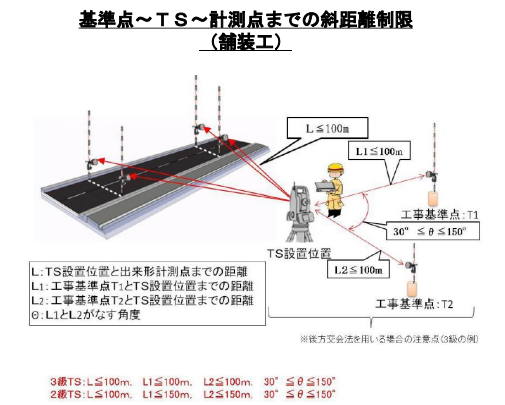 基準点～ＴＳ～計測点までの斜距離制限
（舗装工）
L≦100m
L1≦100m
工事基準点:T1
30°≦θ≦150°
TS設置位置
L2≦100m
工事基準点:T2
L:TS設置位置と出来形計測点までの距離
L1:工事基準点T1とTS設置位置までの距離
L2:工事基準点T2とTS設置位置までの距離
Θ:L1とL2がなす角度
※後方交会法を用いる場合の注意点(3級の例)
3級TS:L≦100m, L1≦100m, L2≦100m, 30°≦θ≦150°
2級TS:L≦100m, L1≦150m, L2≦150m, 30°≦θ≦150°